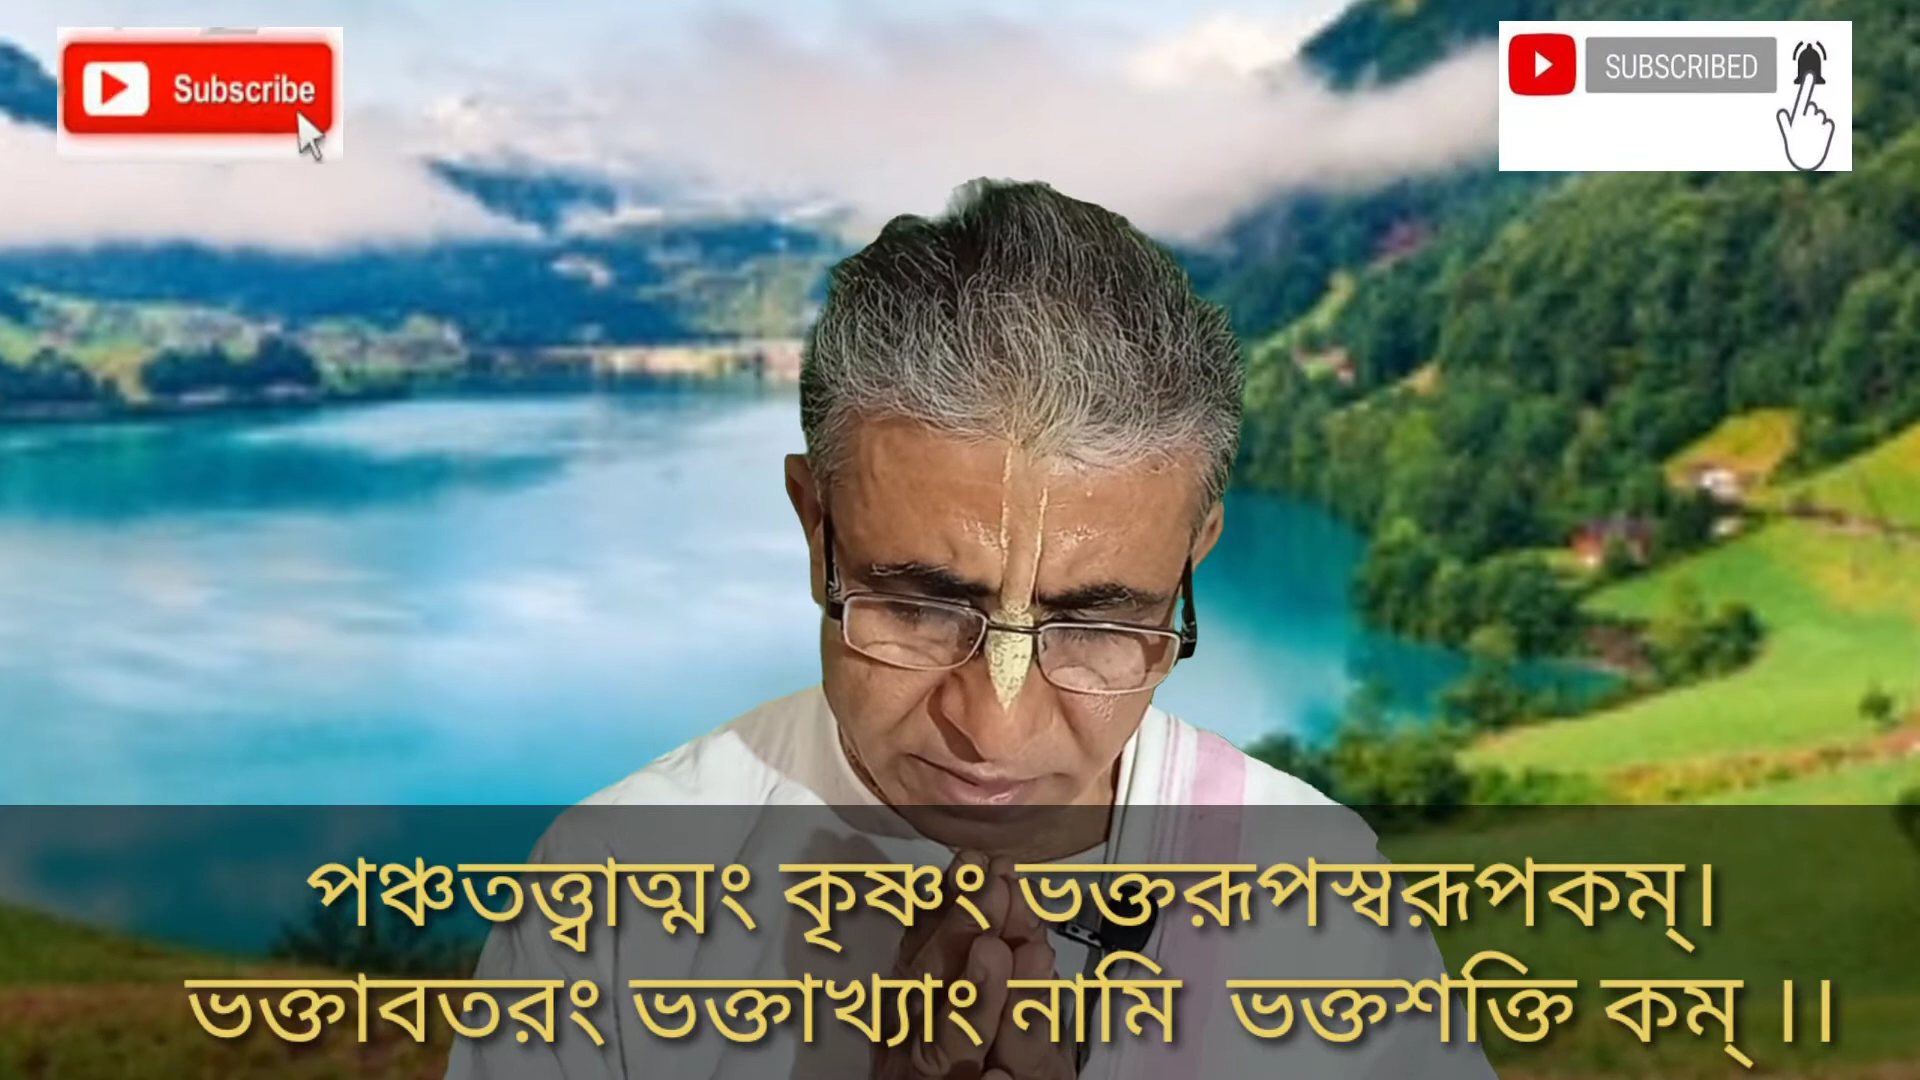 Subscribe
SUBSCRIBED
পঞ্চতত্ত্বাত্মং কৃষ্ণং ভক্তরূপস্বরূপকম্।
ভক্তাবতরং ভক্তাখ্যাং নামি ভক্তশক্তি কম্ ।।